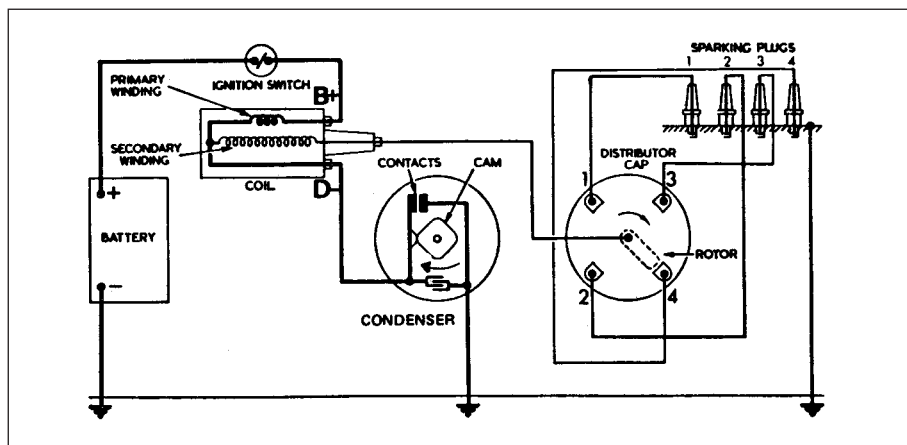 SPARKING PLUGS
1 2 3 4
IGNITION SWITCH
PRIMARY
WINDING
B+
SECONDARY
WINDING
COIL
D
CONTACTS
CAM
DISTRIBUTOR
CAP
1 3
+
BATTERY
−
ROTOR
2 4
CONDENSER